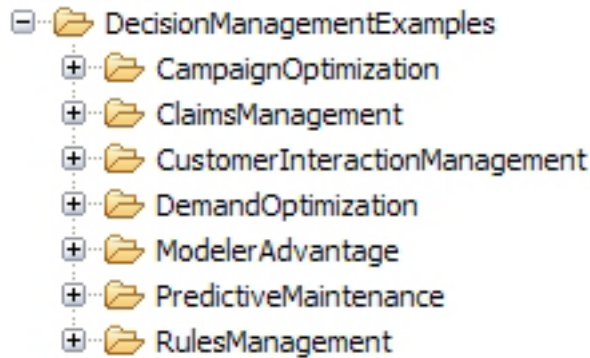 DecisionManagementExamples
CampaignOptimization
ClaimsManagement
CustomerInteractionManagement
DemandOptimization
ModelerAdvantage
PredictiveMaintenance
RulesManagement